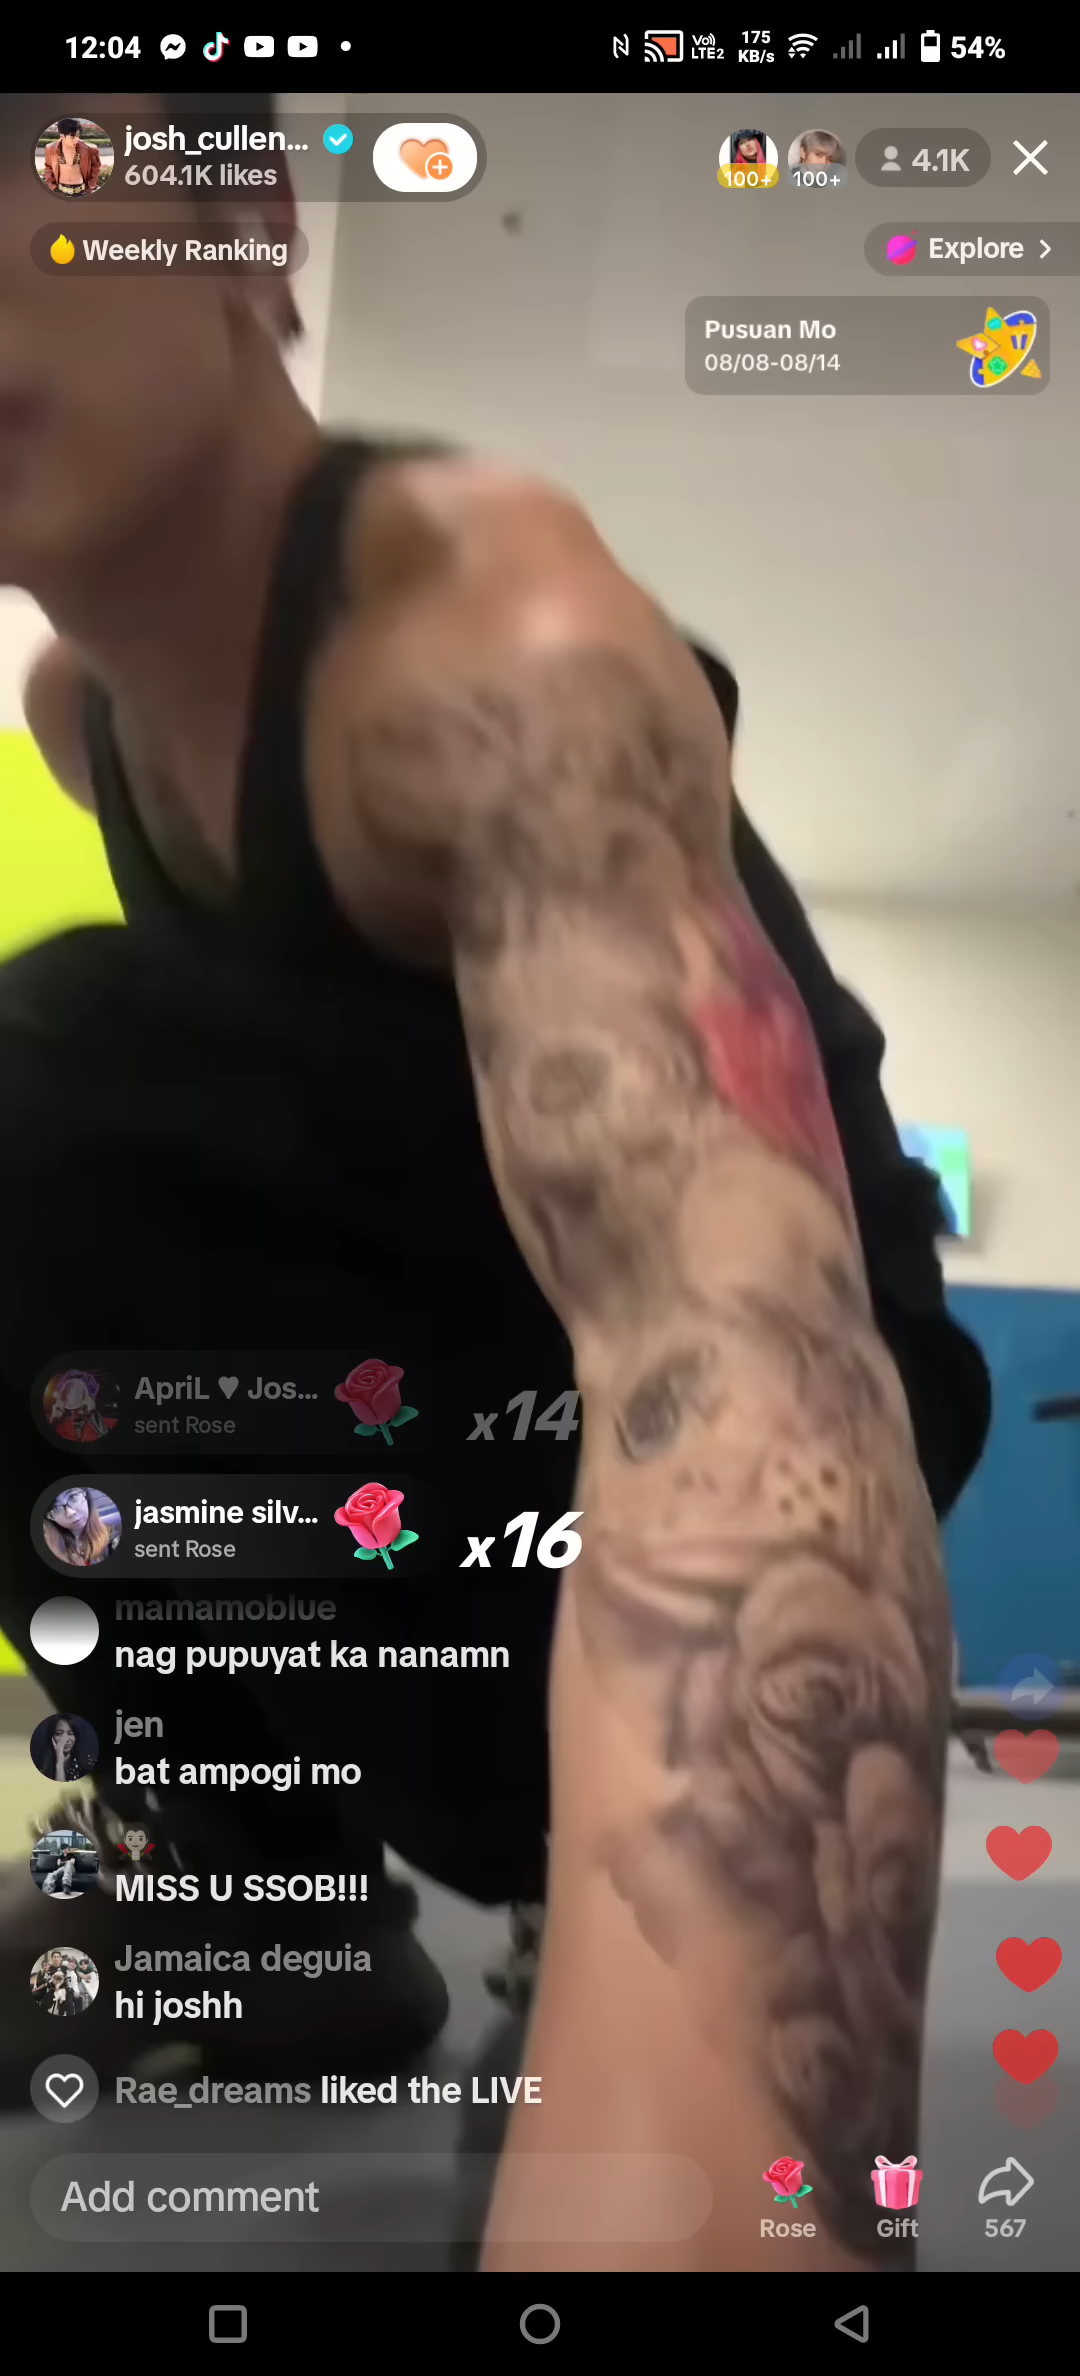 12:04
Vo))
LTE2
175
KB/s
54%
josh_cullen...
604.1K likes
100+
100+
4.1K
Weekly Ranking
Explore
Pusuan Mo
08/08-08/14
ApriL ♥ Jos...
sent Rose
x14
jasmine silv...
sent Rose
x16
mamamoblue
nag pupuyat ka nanamn
jen
bat ampogi mo
MISS U SSOB!!!
Jamaica deguia
hi joshh
Rae_dreams liked the LIVE
Add comment
Rose
Gift
567